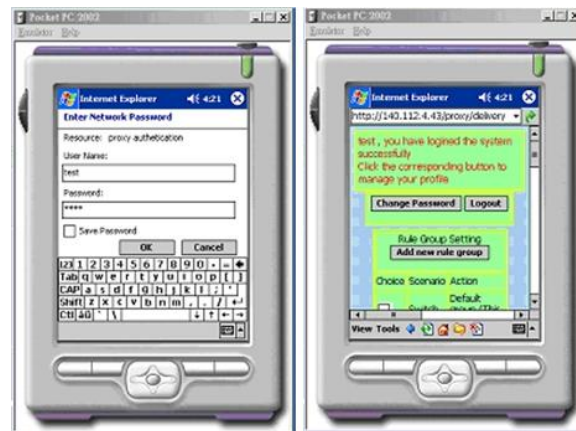 Pocket PC 2002
Emulator Help
Internet Explorer 4:21
Enter Network Password
Resource: proxy authetication
User Name:
test
Password:
****
Save Password
OK Cancel
123 1 2 3 4 5 6 7 8 9 0 - =
Tab q w e r t y u i o p [ ]
CAP a s d f g h j k l ; '
Shift z x c v b n m , . /
Ctl áü ` \
Pocket PC 2002
Emulator Help
Internet Explorer 4:21
http://140.112.4.43/proxy/delivery
test , you have logined the system
successfully
Click the corresponding button to
manage your profile
Change Password Logout
Rule Group Setting
Add new rule group
Choice Scenario Action
Default
Switch group (This
View Tools